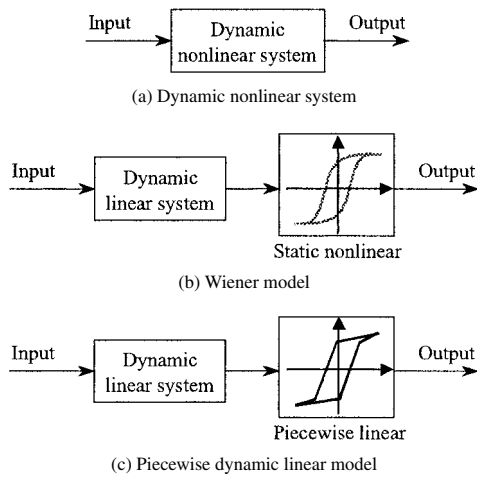 Input
Dynamic
nonlinear system
Output
(a) Dynamic nonlinear system
Input
Dynamic
linear system
Output
Static nonlinear
(b) Wiener model
Input
Dynamic
linear system
Output
Piecewise linear
(c) Piecewise dynamic linear model